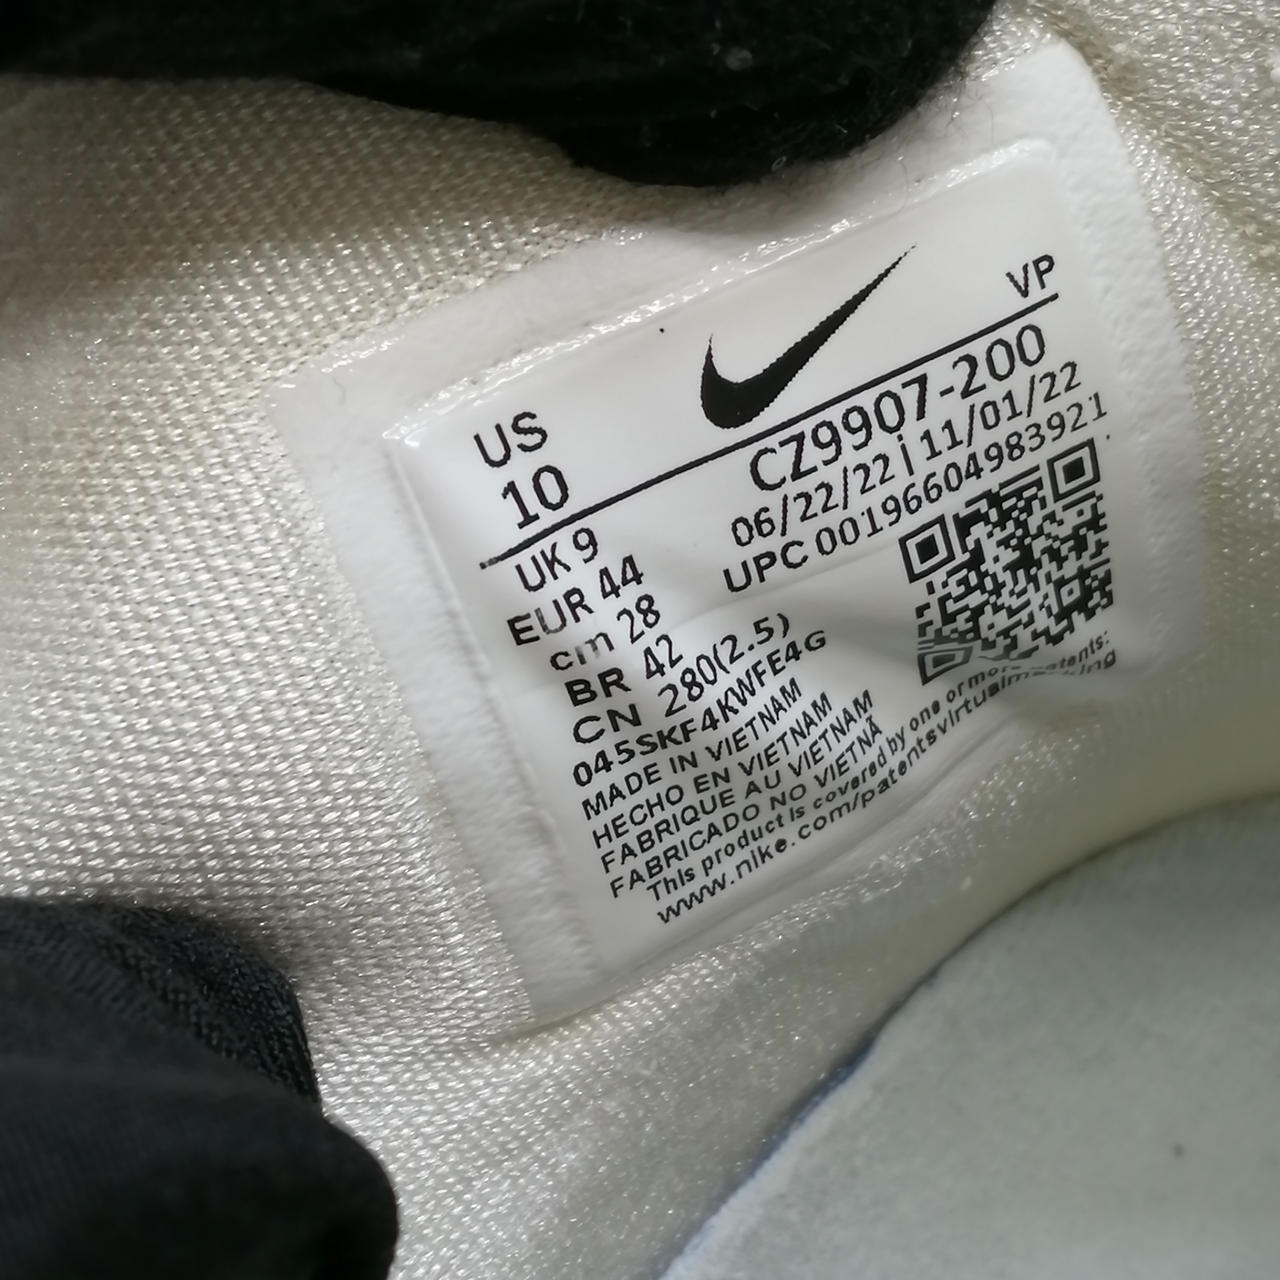 VP
US
10
CZ9907-200
06/22/22 | 11/01/22
UPC 00196604983921
UK 9
EUR 44
cm 28
BR 42
CN 280(2.5)
045SKF4KWFE4G
MADE IN VIETNAM
HECHO EN VIETNAM
FABRIQUE AU VIETNAM
FABRICADO NO VIETNÃ
This product is covered by one or more patents:
www.nike.com/patentsvirtualmarking